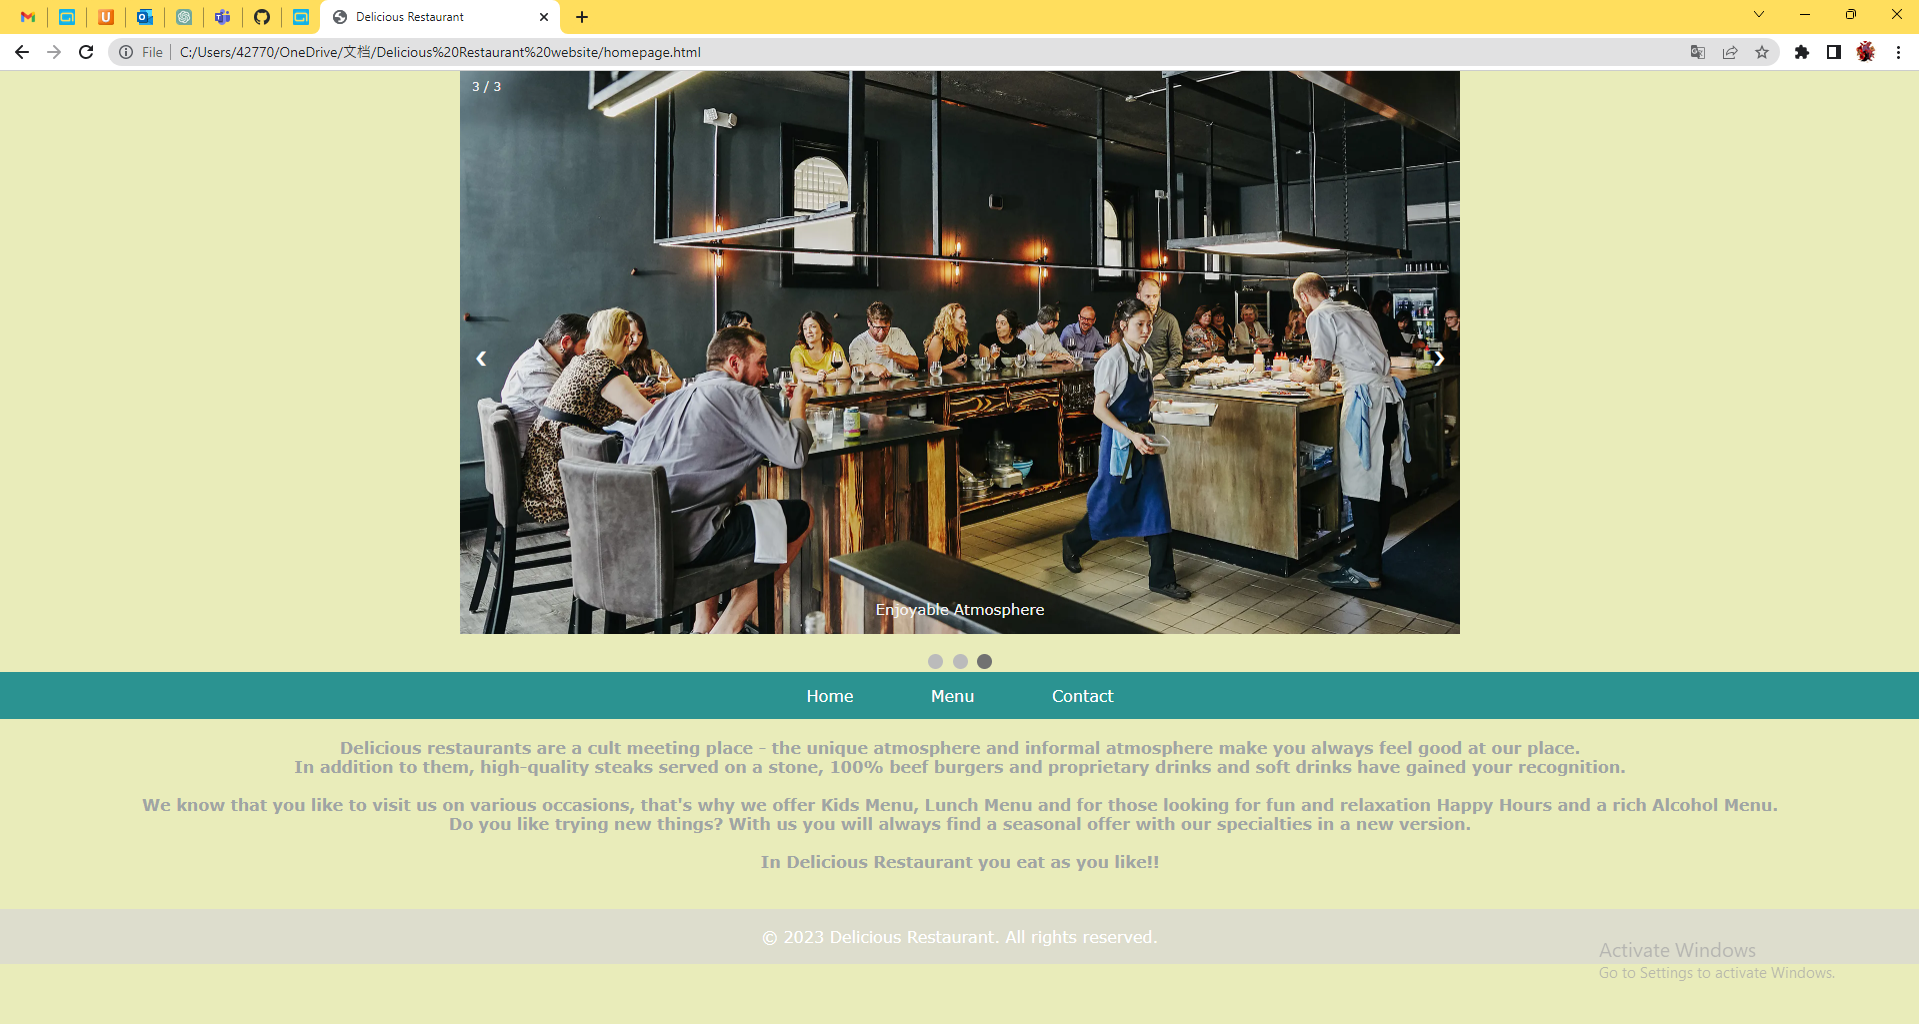 Delicious Restaurant
File
C:/Users/42770/OneDrive/文档/Delicious%20Restaurant%20website/homepage.html
3 / 3
❮
❯
Enjoyable Atmosphere
Home Menu Contact
Delicious restaurants are a cult meeting place - the unique atmosphere and informal atmosphere make you always feel good at our place.
In addition to them, high-quality steaks served on a stone, 100% beef burgers and proprietary drinks and soft drinks have gained your recognition.
We know that you like to visit us on various occasions, that's why we offer Kids Menu, Lunch Menu and for those looking for fun and relaxation Happy Hours and a rich Alcohol Menu.
Do you like trying new things? With us you will always find a seasonal offer with our specialties in a new version.
In Delicious Restaurant you eat as you like!!
© 2023 Delicious Restaurant. All rights reserved.
Activate Windows
Go to Settings to activate Windows.